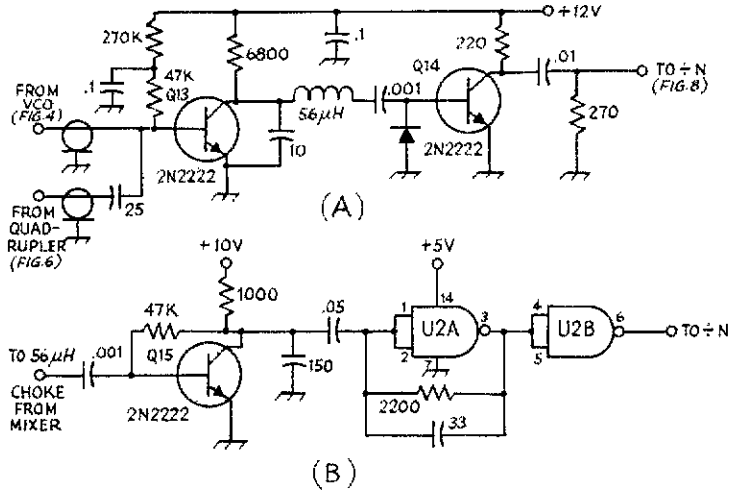 +12V
270K
6800
.1
220
.01
Q14
.1
47K
Q13
.001
TO ÷ N
(FIG. 8)
FROM
VCO
(FIG. 4)
56µH
270
10
2N2222
2N2222
25
FROM
QUAD-
RUPLER
(FIG. 6)
(A)
+10V
+5V
1000
47K
.05
1
14
3
4
6
U2A
U2B
TO ÷ N
Q15
2
7
5
TO 56µH
.001
150
CHOKE
FROM
MIXER
2N2222
2200
33
(B)